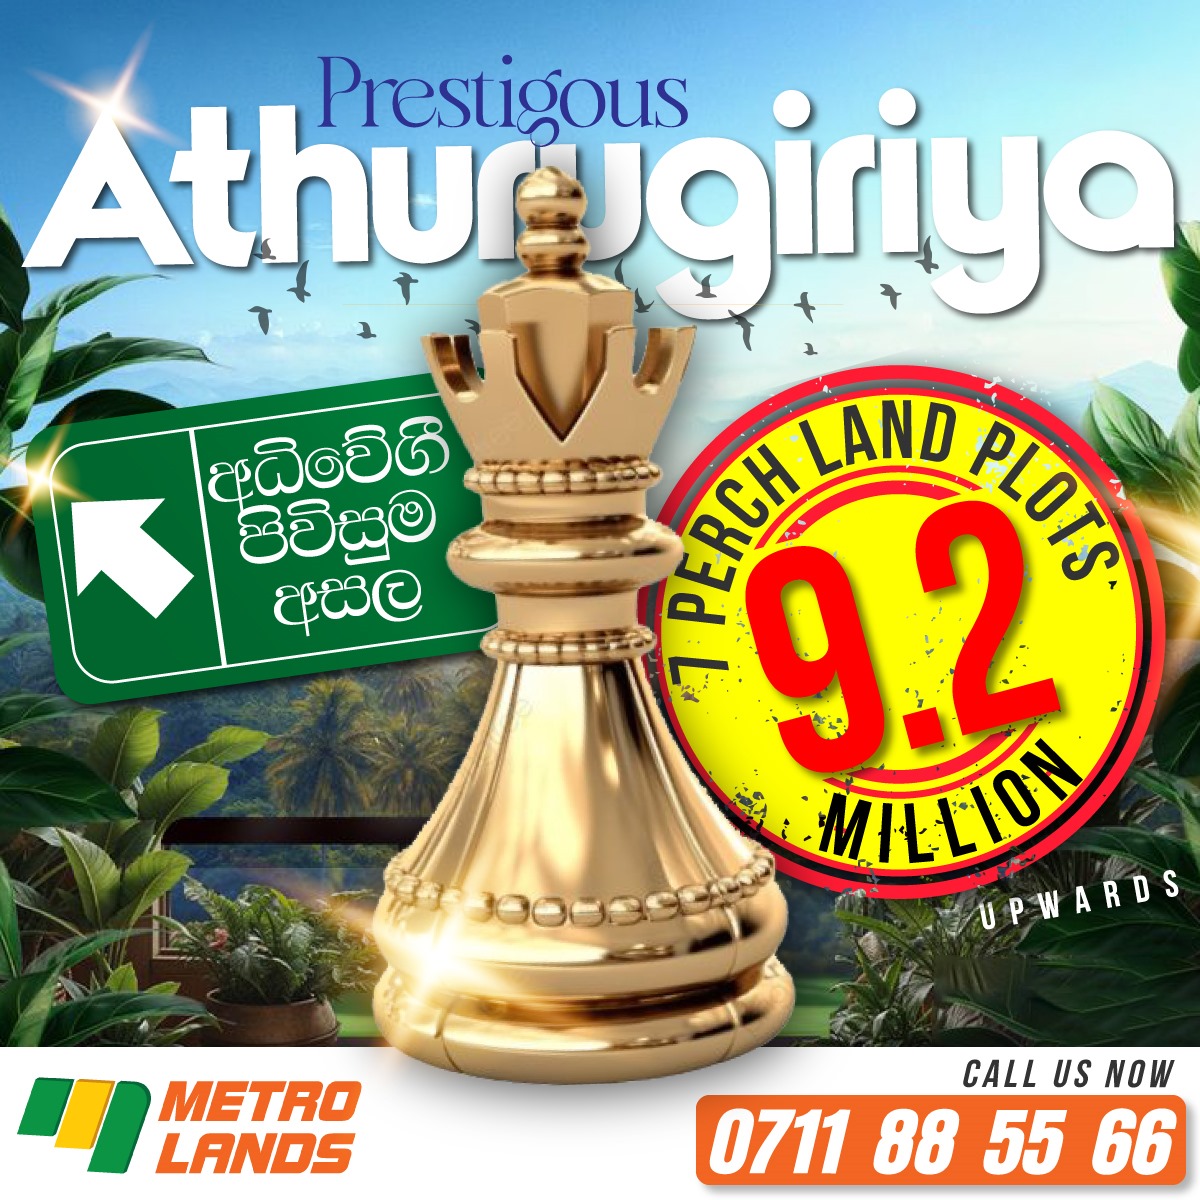 Prestigous
Athurugiriya
අධිවේගී
පිවිසුම
අසල
7 PERCH LAND PLOTS
9.2
MILLION
UPWARDS
METRO
LANDS
CALL US NOW
0711 88 55 66